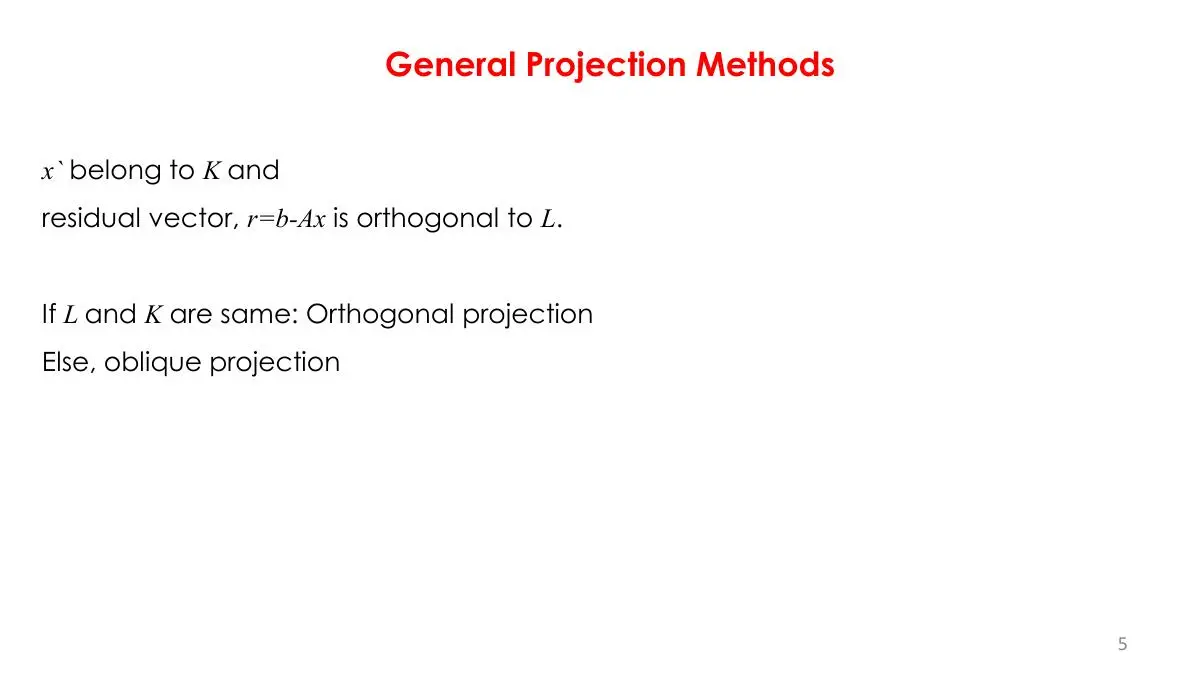 General Projection Methods
x` belong to K and
residual vector, r=b-Ax is orthogonal to L.
If L and K are same: Orthogonal projection
Else, oblique projection
5